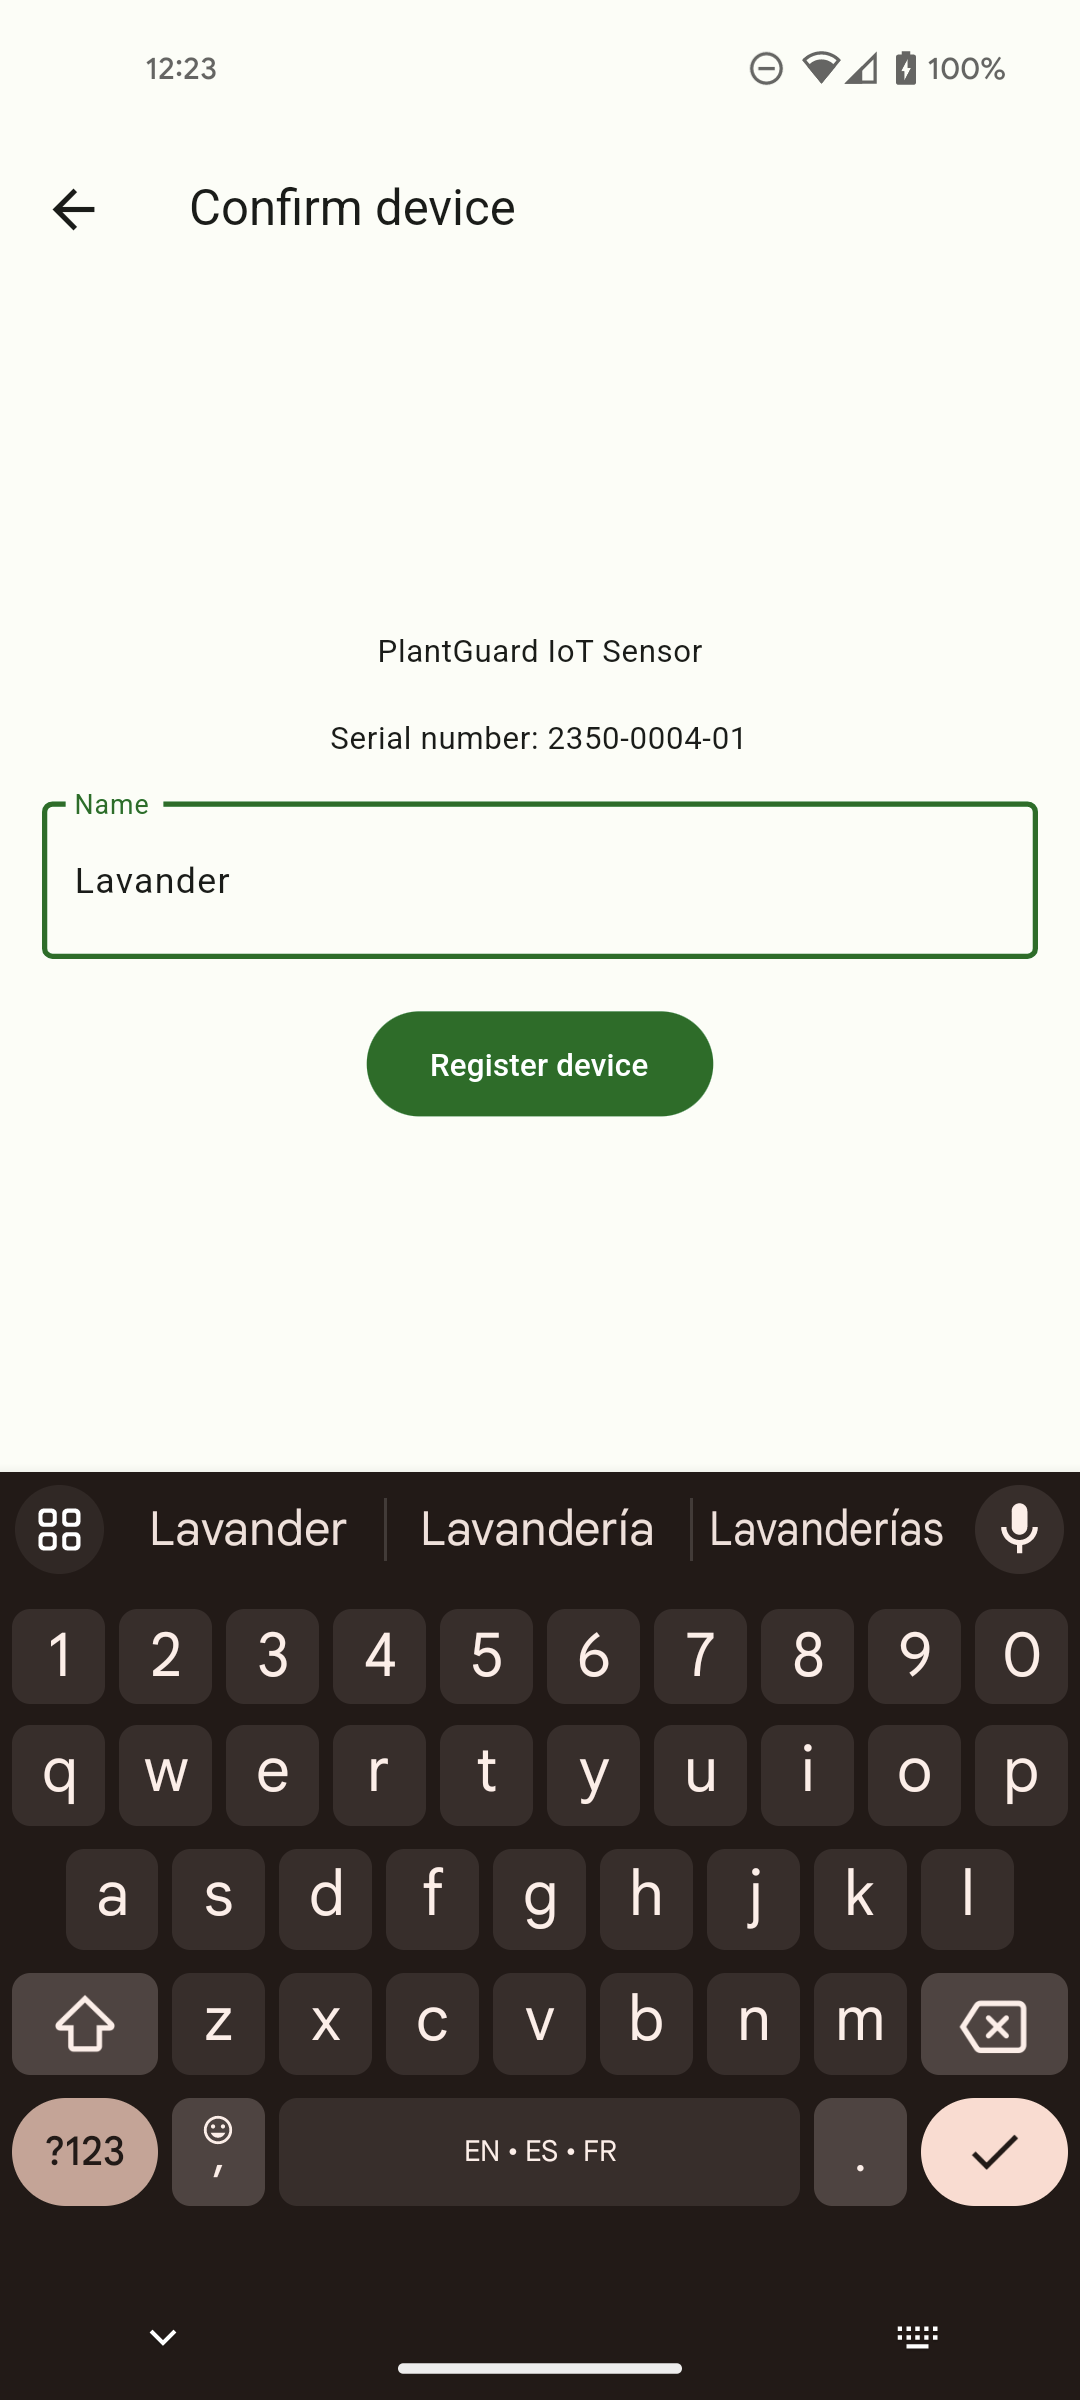 12:23 100%
Confirm device
PlantGuard IoT Sensor
Serial number: 2350-0004-01
Name
Lavander
Register device
Lavander Lavandería Lavanderías
1 2 3 4 5 6 7 8 9 0
q w e r t y u i o p
a s d f g h j k l
z x c v b n m
?123 , EN • ES • FR .